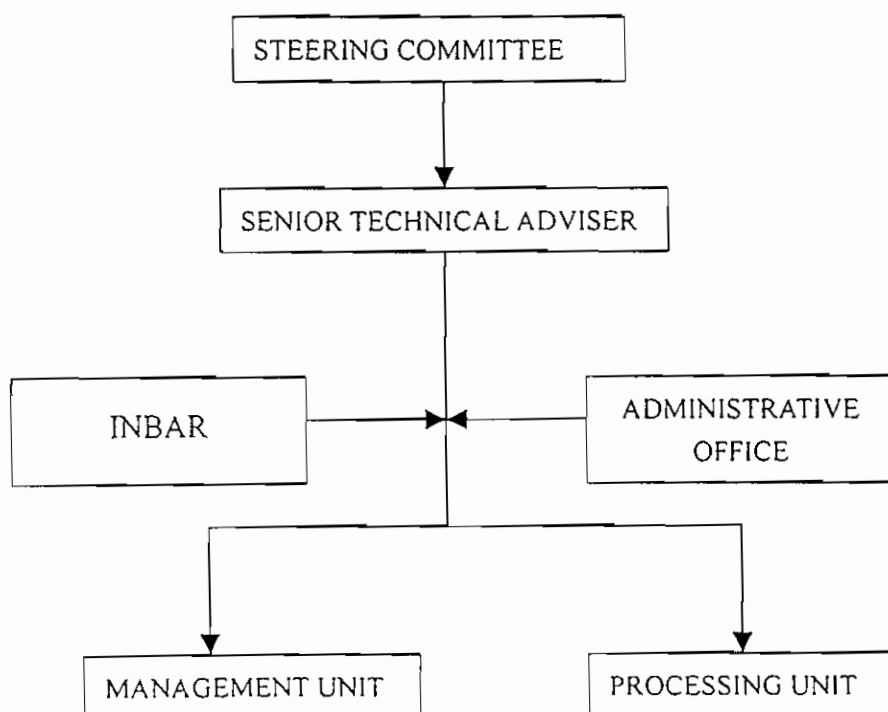 STEERING COMMITTEE
SENIOR TECHNICAL ADVISER
INBAR
ADMINISTRATIVE
OFFICE
MANAGEMENT UNIT
PROCESSING UNIT